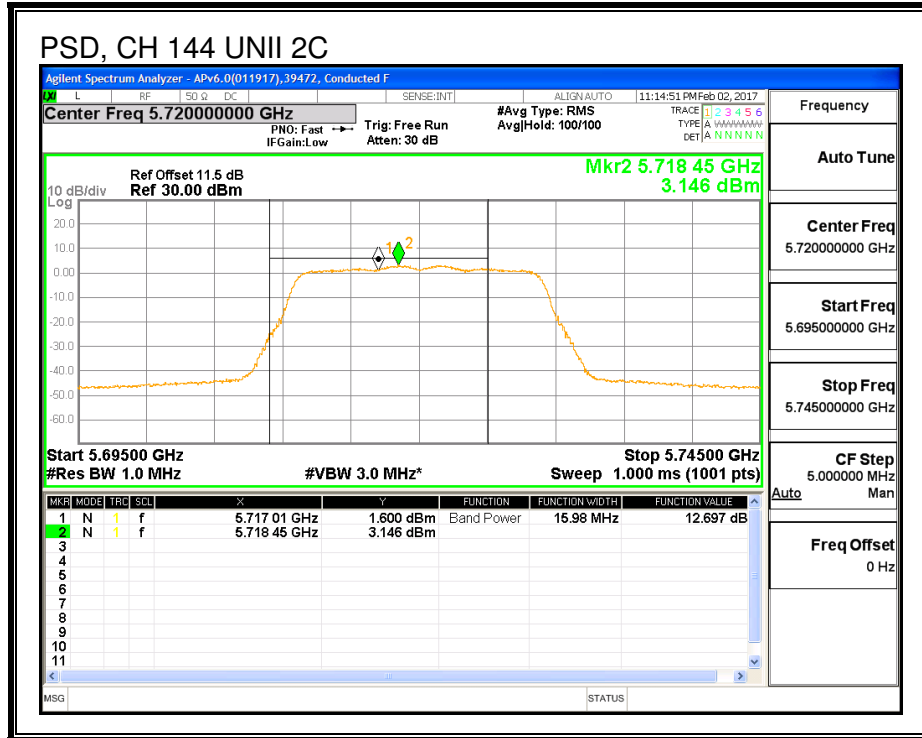 PSD, CH 144 UNII 2C
Agilent Spectrum Analyzer - APv6.0(011917),39472, Conducted F
LXI L RF 50 Ω DC SENSE:INT ALIGNAUTO 11:14:51 PM Feb 02, 2017
Center Freq 5.720000000 GHz
PNO: Fast
IFGain:Low
Trig: Free Run
Atten: 30 dB
#Avg Type: RMS
Avg|Hold: 100/100
TRACE 1 2 3 4 5 6
TYPE A WWWWW
DET A N N N N N
Mkr2 5.718 45 GHz
3.146 dBm
Ref Offset 11.5 dB
10 dB/div Ref 30.00 dBm
Log
20.0
10.0
0.00
-10.0
-20.0
-30.0
-40.0
-50.0
-60.0
1
2
Start 5.69500 GHz Stop 5.74500 GHz
#Res BW 1.0 MHz #VBW 3.0 MHz* Sweep 1.000 ms (1001 pts)
MKR MODE TRC SCL X Y FUNCTION FUNCTION WIDTH FUNCTION VALUE
1 N 1 f 5.717 01 GHz 1.600 dBm Band Power 15.98 MHz 12.697 dB
2 N 1 f 5.718 45 GHz 3.146 dBm
3
4
5
6
7
8
9
10
11
MSG STATUS
Frequency
Auto Tune
Center Freq
5.720000000 GHz
Start Freq
5.695000000 GHz
Stop Freq
5.745000000 GHz
CF Step
5.000000 MHz
Auto Man
Freq Offset
0 Hz